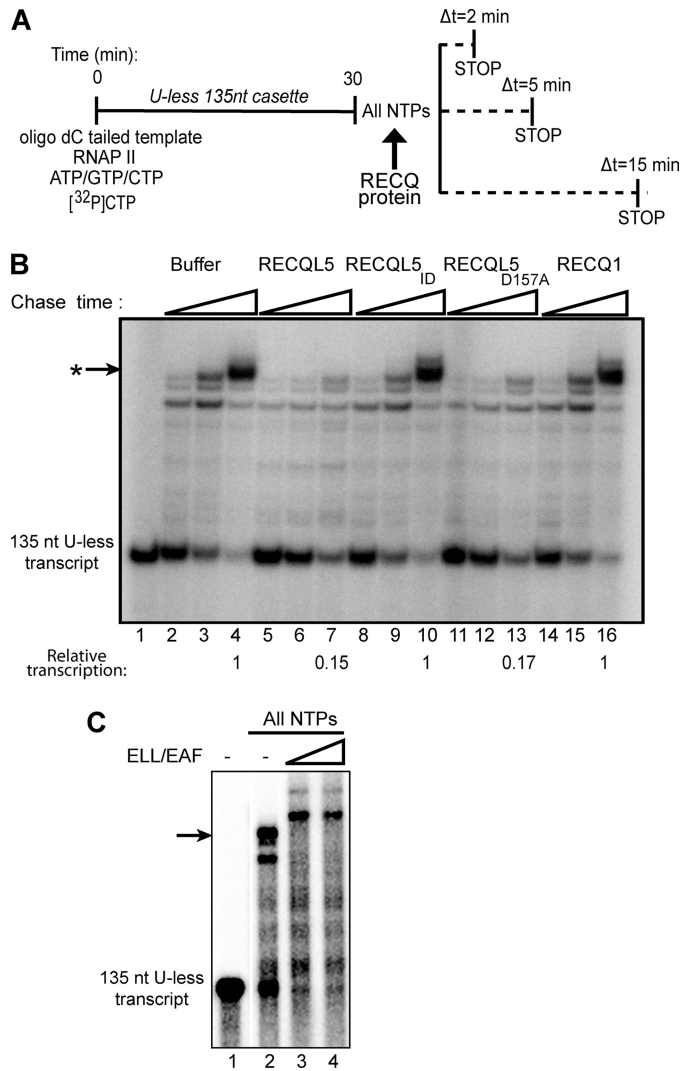 A
Time (min):
0
U-less 135nt casette
30
All NTPs
Δt=2 min
STOP
Δt=5 min
STOP
Δt=15 min
STOP
oligo dC tailed template
RNAP II
ATP/GTP/CTP
[32P]CTP
RECQ
protein
B
Buffer RECQL5 RECQL5 ID RECQL5 D157A RECQ1
Chase time :
*
135 nt U-less
transcript
1 2 3 4 5 6 7 8 9 10 11 12 13 14 15 16
Relative
transcription: 1 0.15 1 0.17 1
C
All NTPs
ELL/EAF - -
135 nt U-less
transcript
1 2 3 4